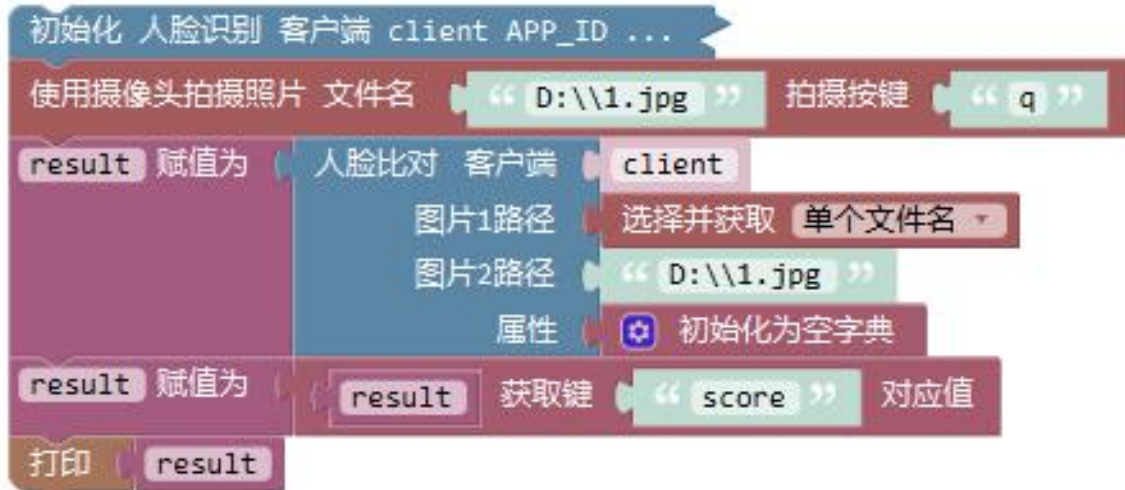 初始化 人脸识别 客户端 client APP_ID ...
使用摄像头拍摄照片 文件名 “ D:\\1.jpg ” 拍摄按键 “ q ”
result 赋值为 人脸比对 客户端 client
图片1路径 选择并获取 单个文件名
图片2路径 “ D:\\1.jpg ”
属性 初始化为空字典
result 赋值为 result 获取键 “ score ” 对应值
打印 result